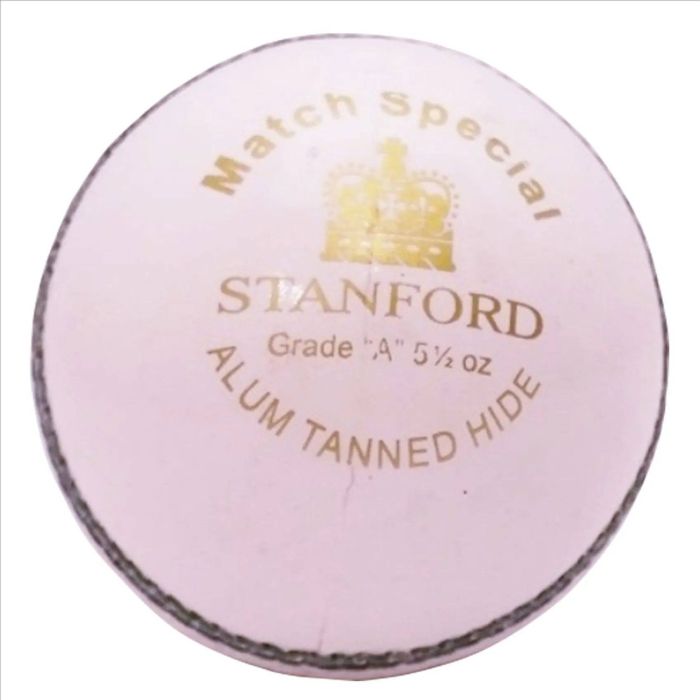 Match Special
STANFORD
Grade "A" 5½ oz
ALUM TANNED HIDE